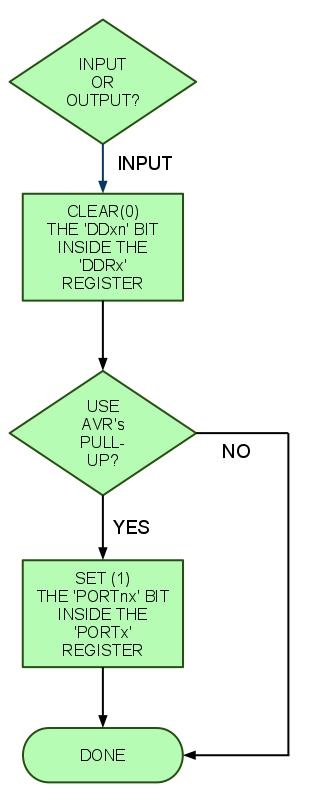 INPUT
OR
OUTPUT?
INPUT
CLEAR(0)
THE 'DDxn' BIT
INSIDE THE
'DDRx'
REGISTER
USE
AVR's
PULL-
UP?
NO
YES
SET (1)
THE 'PORTnx' BIT
INSIDE THE
'PORTx'
REGISTER
DONE